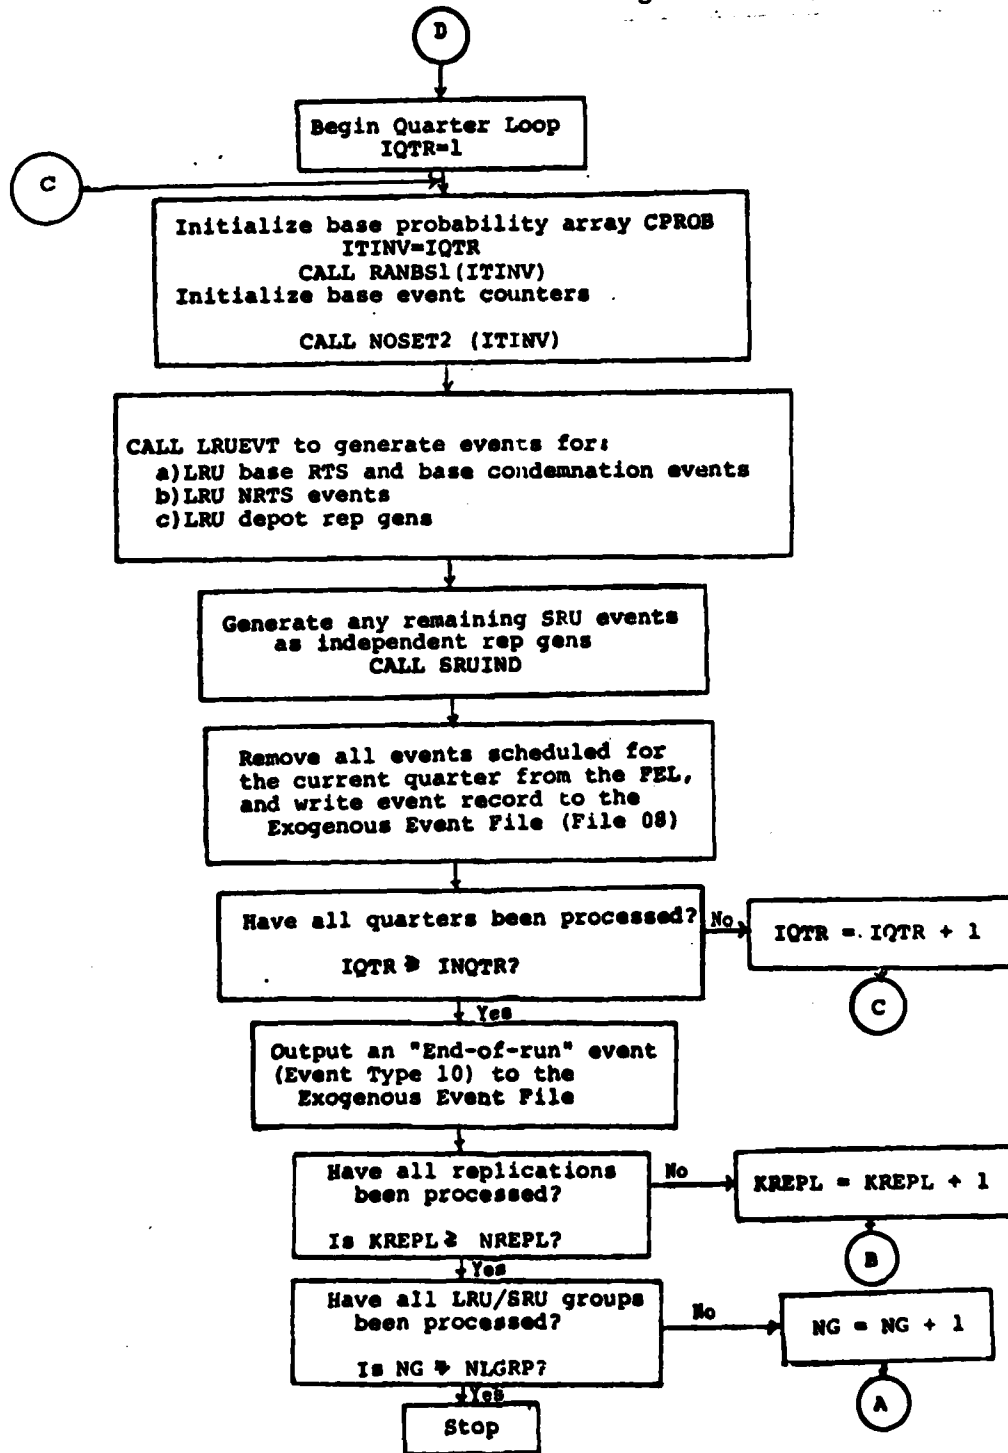 D
Begin Quarter Loop
IQTR=1
C
Initialize base probability array CPROB
ITINV=IQTR
CALL RANBS1(ITINV)
Initialize base event counters
CALL NOSET2 (ITINV)
CALL LRUEVT to generate events for:
a)LRU base RTS and base condemnation events
b)LRU NRTS events
c)LRU depot rep gens
Generate any remaining SRU events
as independent rep gens
CALL SRUIND
Remove all events scheduled for
the current quarter from the FEL,
and write event record to the
Exogenous Event File (File 08)
Have all quarters been processed?
IQTR ≥ INQTR?
No
IQTR = IQTR + 1
C
Yes
Output an "End-of-run" event
(Event Type 10) to the
Exogenous Event File
Have all replications
been processed?
Is KREPL ≥ NREPL?
No
KREPL = KREPL + 1
B
Yes
Have all LRU/SRU groups
been processed?
Is NG ≥ NLGRP?
No
NG = NG + 1
A
Yes
Stop